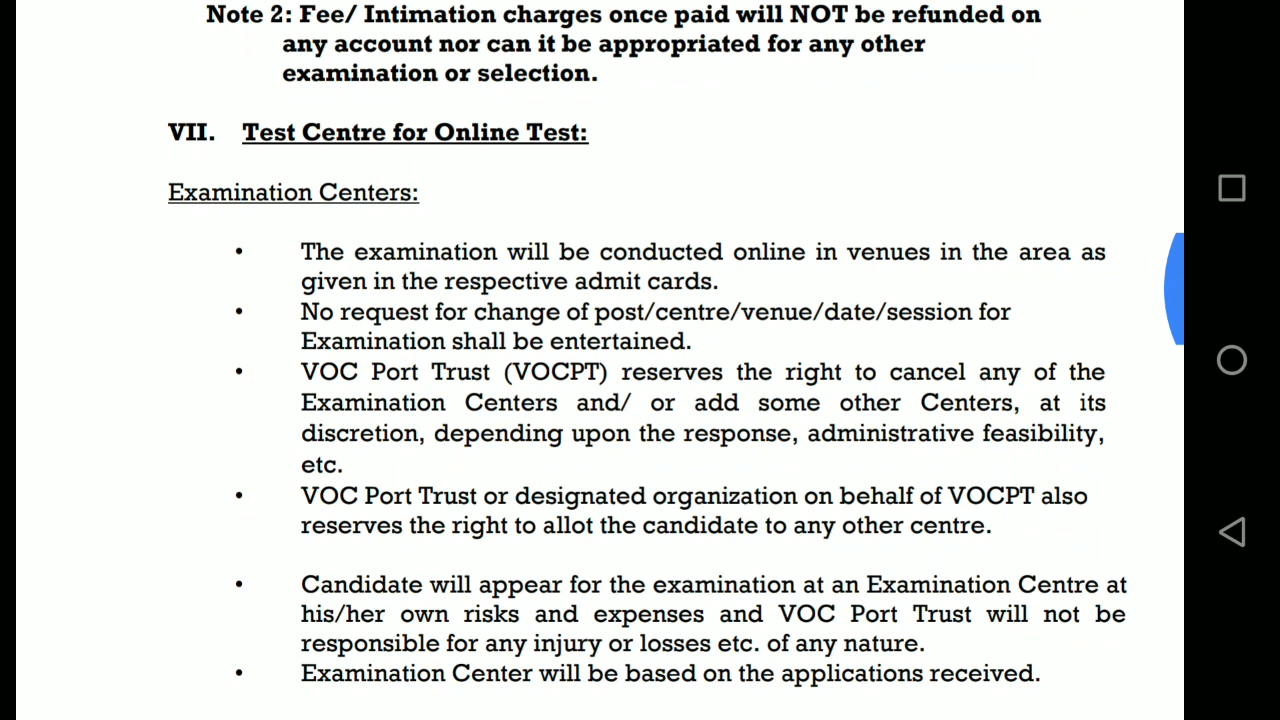 Note 2: Fee/ Intimation charges once paid will NOT be refunded on
any account nor can it be appropriated for any other
examination or selection.
VII. Test Centre for Online Test:
Examination Centers:
• The examination will be conducted online in venues in the area as
given in the respective admit cards.
• No request for change of post/centre/venue/date/session for
Examination shall be entertained.
• VOC Port Trust (VOCPT) reserves the right to cancel any of the
Examination Centers and/ or add some other Centers, at its
discretion, depending upon the response, administrative feasibility,
etc.
• VOC Port Trust or designated organization on behalf of VOCPT also
reserves the right to allot the candidate to any other centre.
• Candidate will appear for the examination at an Examination Centre at
his/her own risks and expenses and VOC Port Trust will not be
responsible for any injury or losses etc. of any nature.
• Examination Center will be based on the applications received.